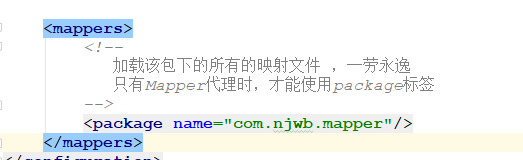 <mappers>
<!--
加载该包下的所有的映射文件 ，一劳永逸
只有Mapper代理时，才能使用package标签
-->
<package name="com.njwb.mapper"/>
</mappers>
</configuration>